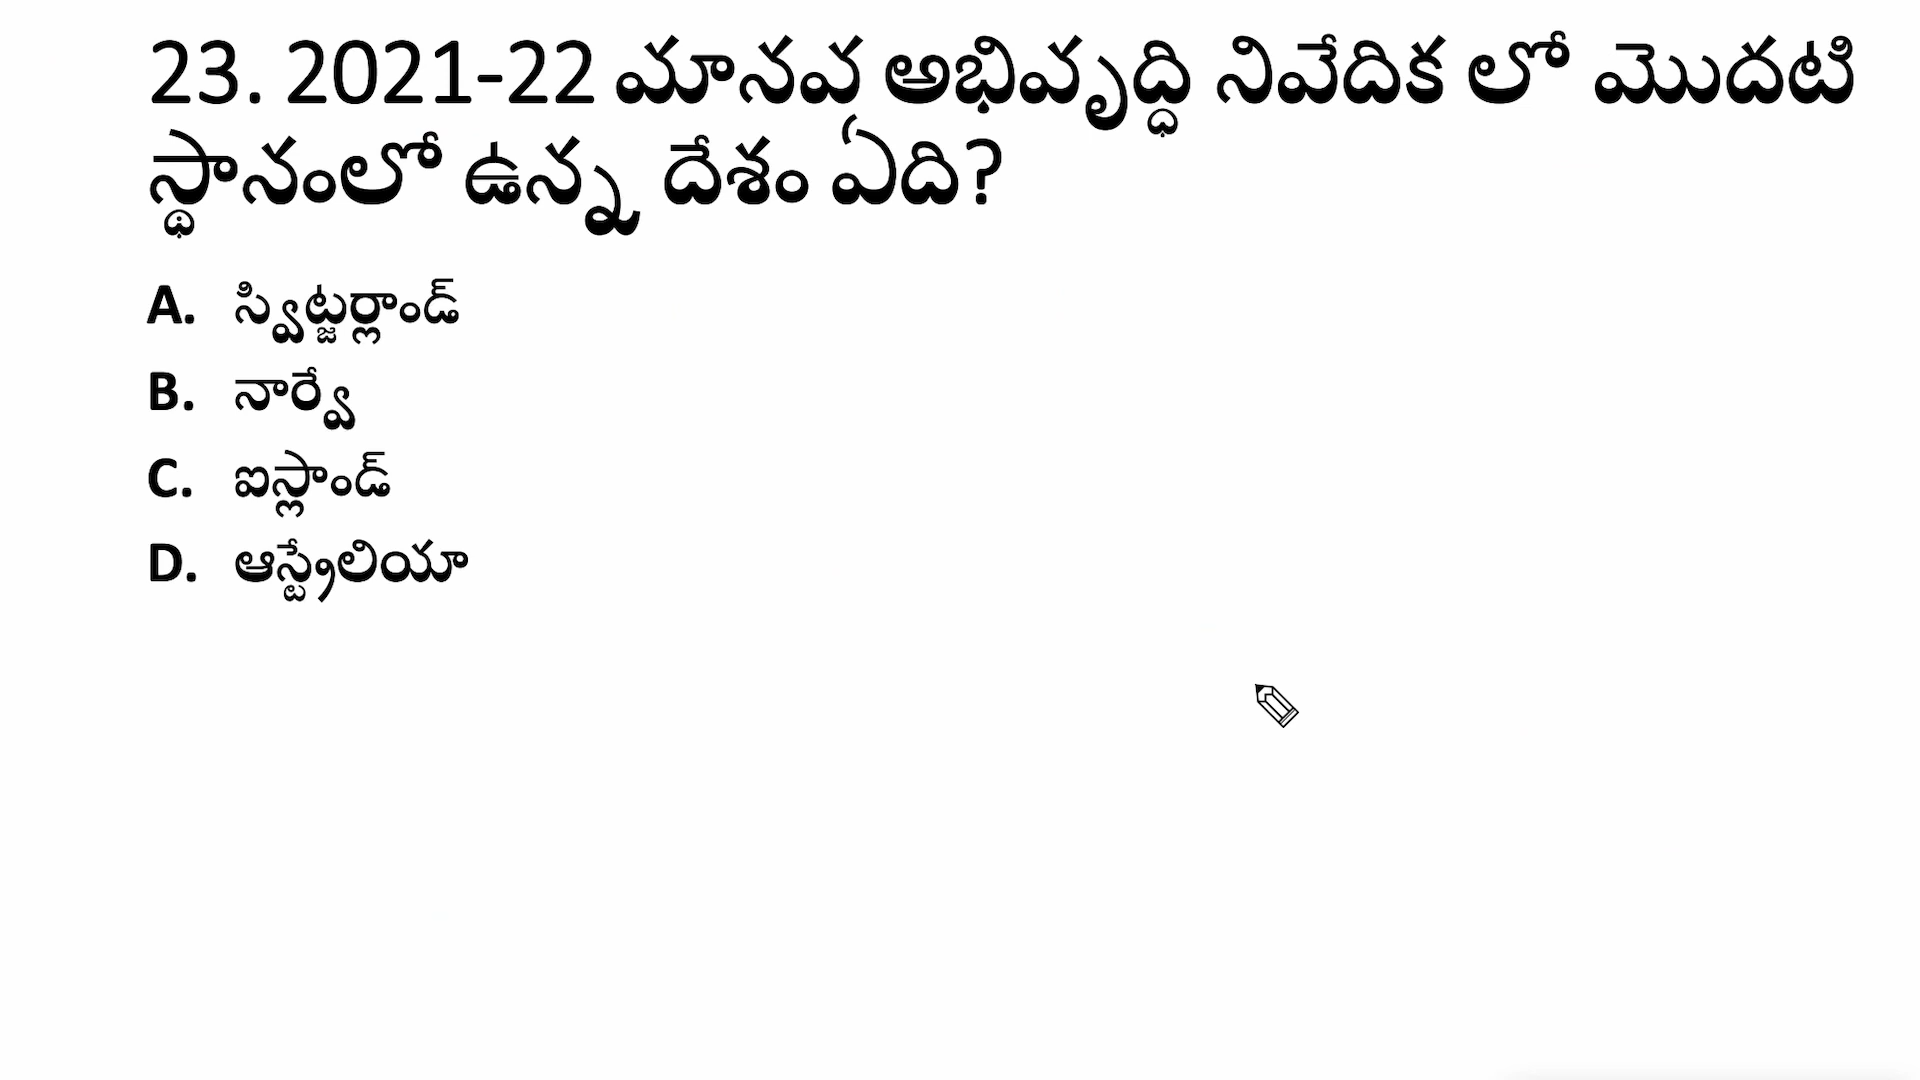 23. 2021-22 మానవ అభివృద్ధి నివేదిక లో మొదటి
స్థానంలో ఉన్న దేశం ఏది?
A. స్విట్జర్లాండ్
B. నార్వే
C. ఐస్లాండ్
D. ఆస్ట్రేలియా